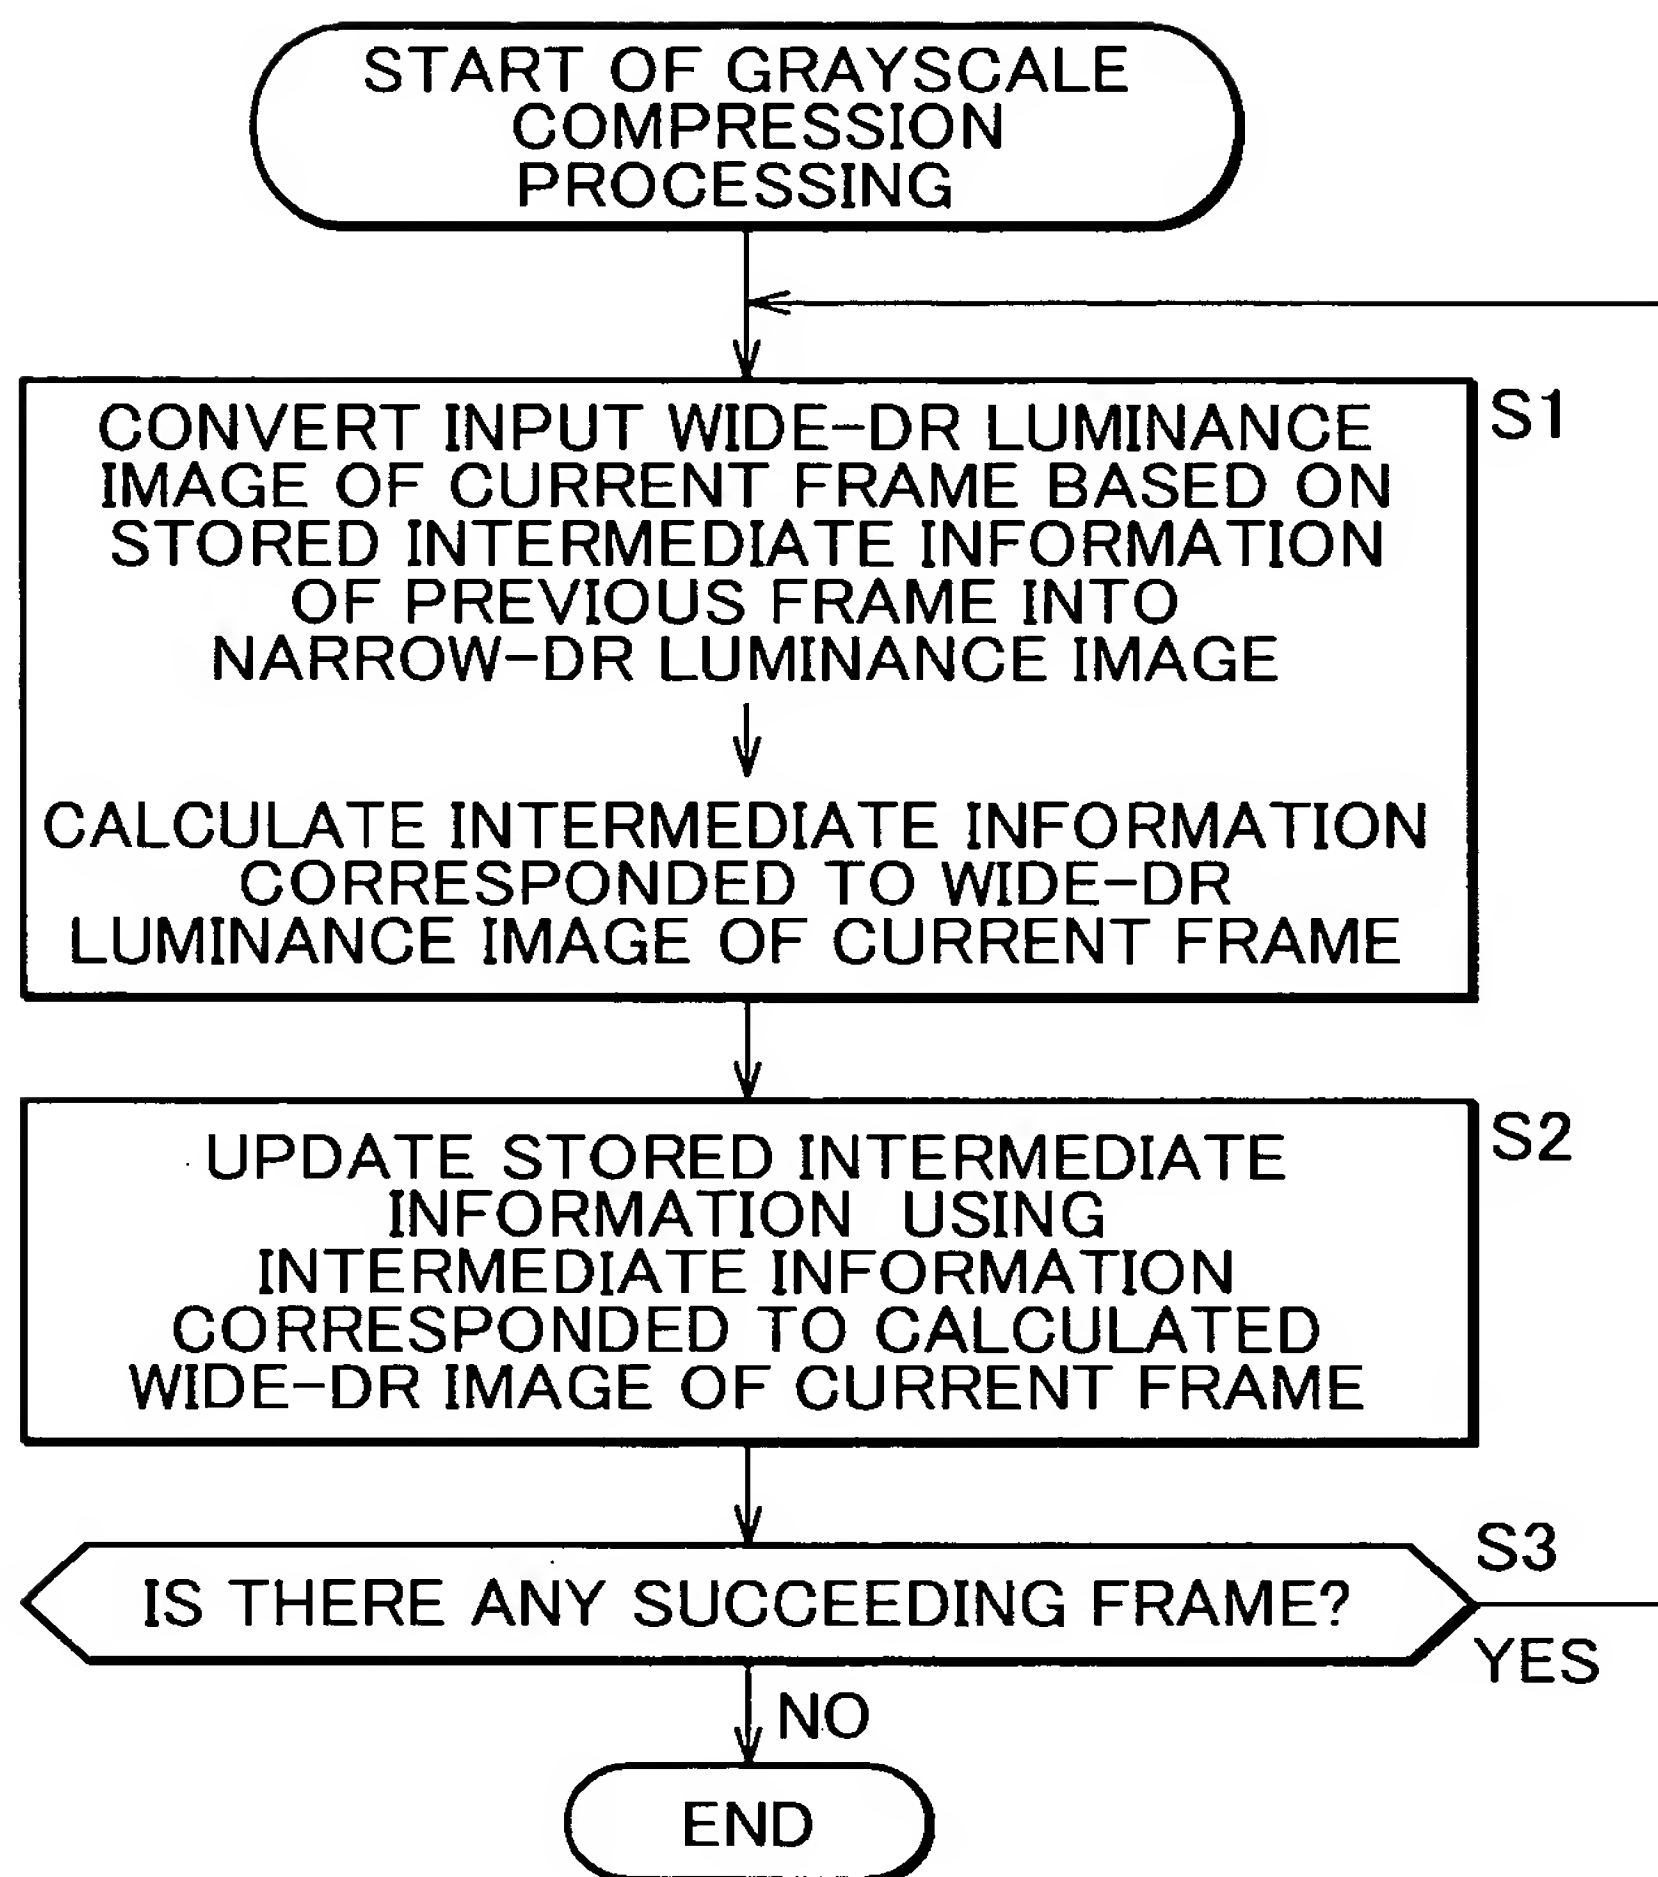 START OF GRAYSCALE
COMPRESSION
PROCESSING
S1
CONVERT INPUT WIDE-DR LUMINANCE
IMAGE OF CURRENT FRAME BASED ON
STORED INTERMEDIATE INFORMATION
OF PREVIOUS FRAME INTO
NARROW-DR LUMINANCE IMAGE
CALCULATE INTERMEDIATE INFORMATION
CORRESPONDED TO WIDE-DR
LUMINANCE IMAGE OF CURRENT FRAME
S2
UPDATE STORED INTERMEDIATE
INFORMATION USING
INTERMEDIATE INFORMATION
CORRESPONDED TO CALCULATED
WIDE-DR IMAGE OF CURRENT FRAME
S3
IS THERE ANY SUCCEEDING FRAME?
YES
NO
END